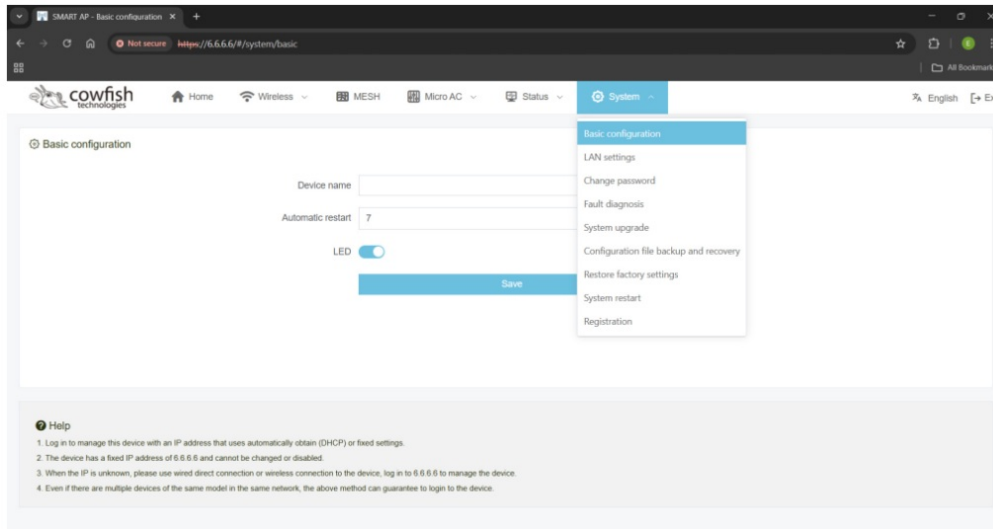 SMART AP - Basic configuration
Not secure https://6.6.6.6/#/system/basic
All Bookmark
cowfish
technologies
Home Wireless MESH Micro AC Status System English Ex
Basic configuration
Device name
Automatic restart 7
LED
Save
Basic configuration
LAN settings
Change password
Fault diagnosis
System upgrade
Configuration file backup and recovery
Restore factory settings
System restart
Registration
Help
1. Log in to manage this device with an IP address that uses automatically obtain (DHCP) or fixed settings.
2. The device has a fixed IP address of 6.6.6.6 and cannot be changed or disabled.
3. When the IP is unknown, please use wired direct connection or wireless connection to the device, log in to 6.6.6.6 to manage the device.
4. Even if there are multiple devices of the same model in the same network, the above method can guarantee to login to the device.